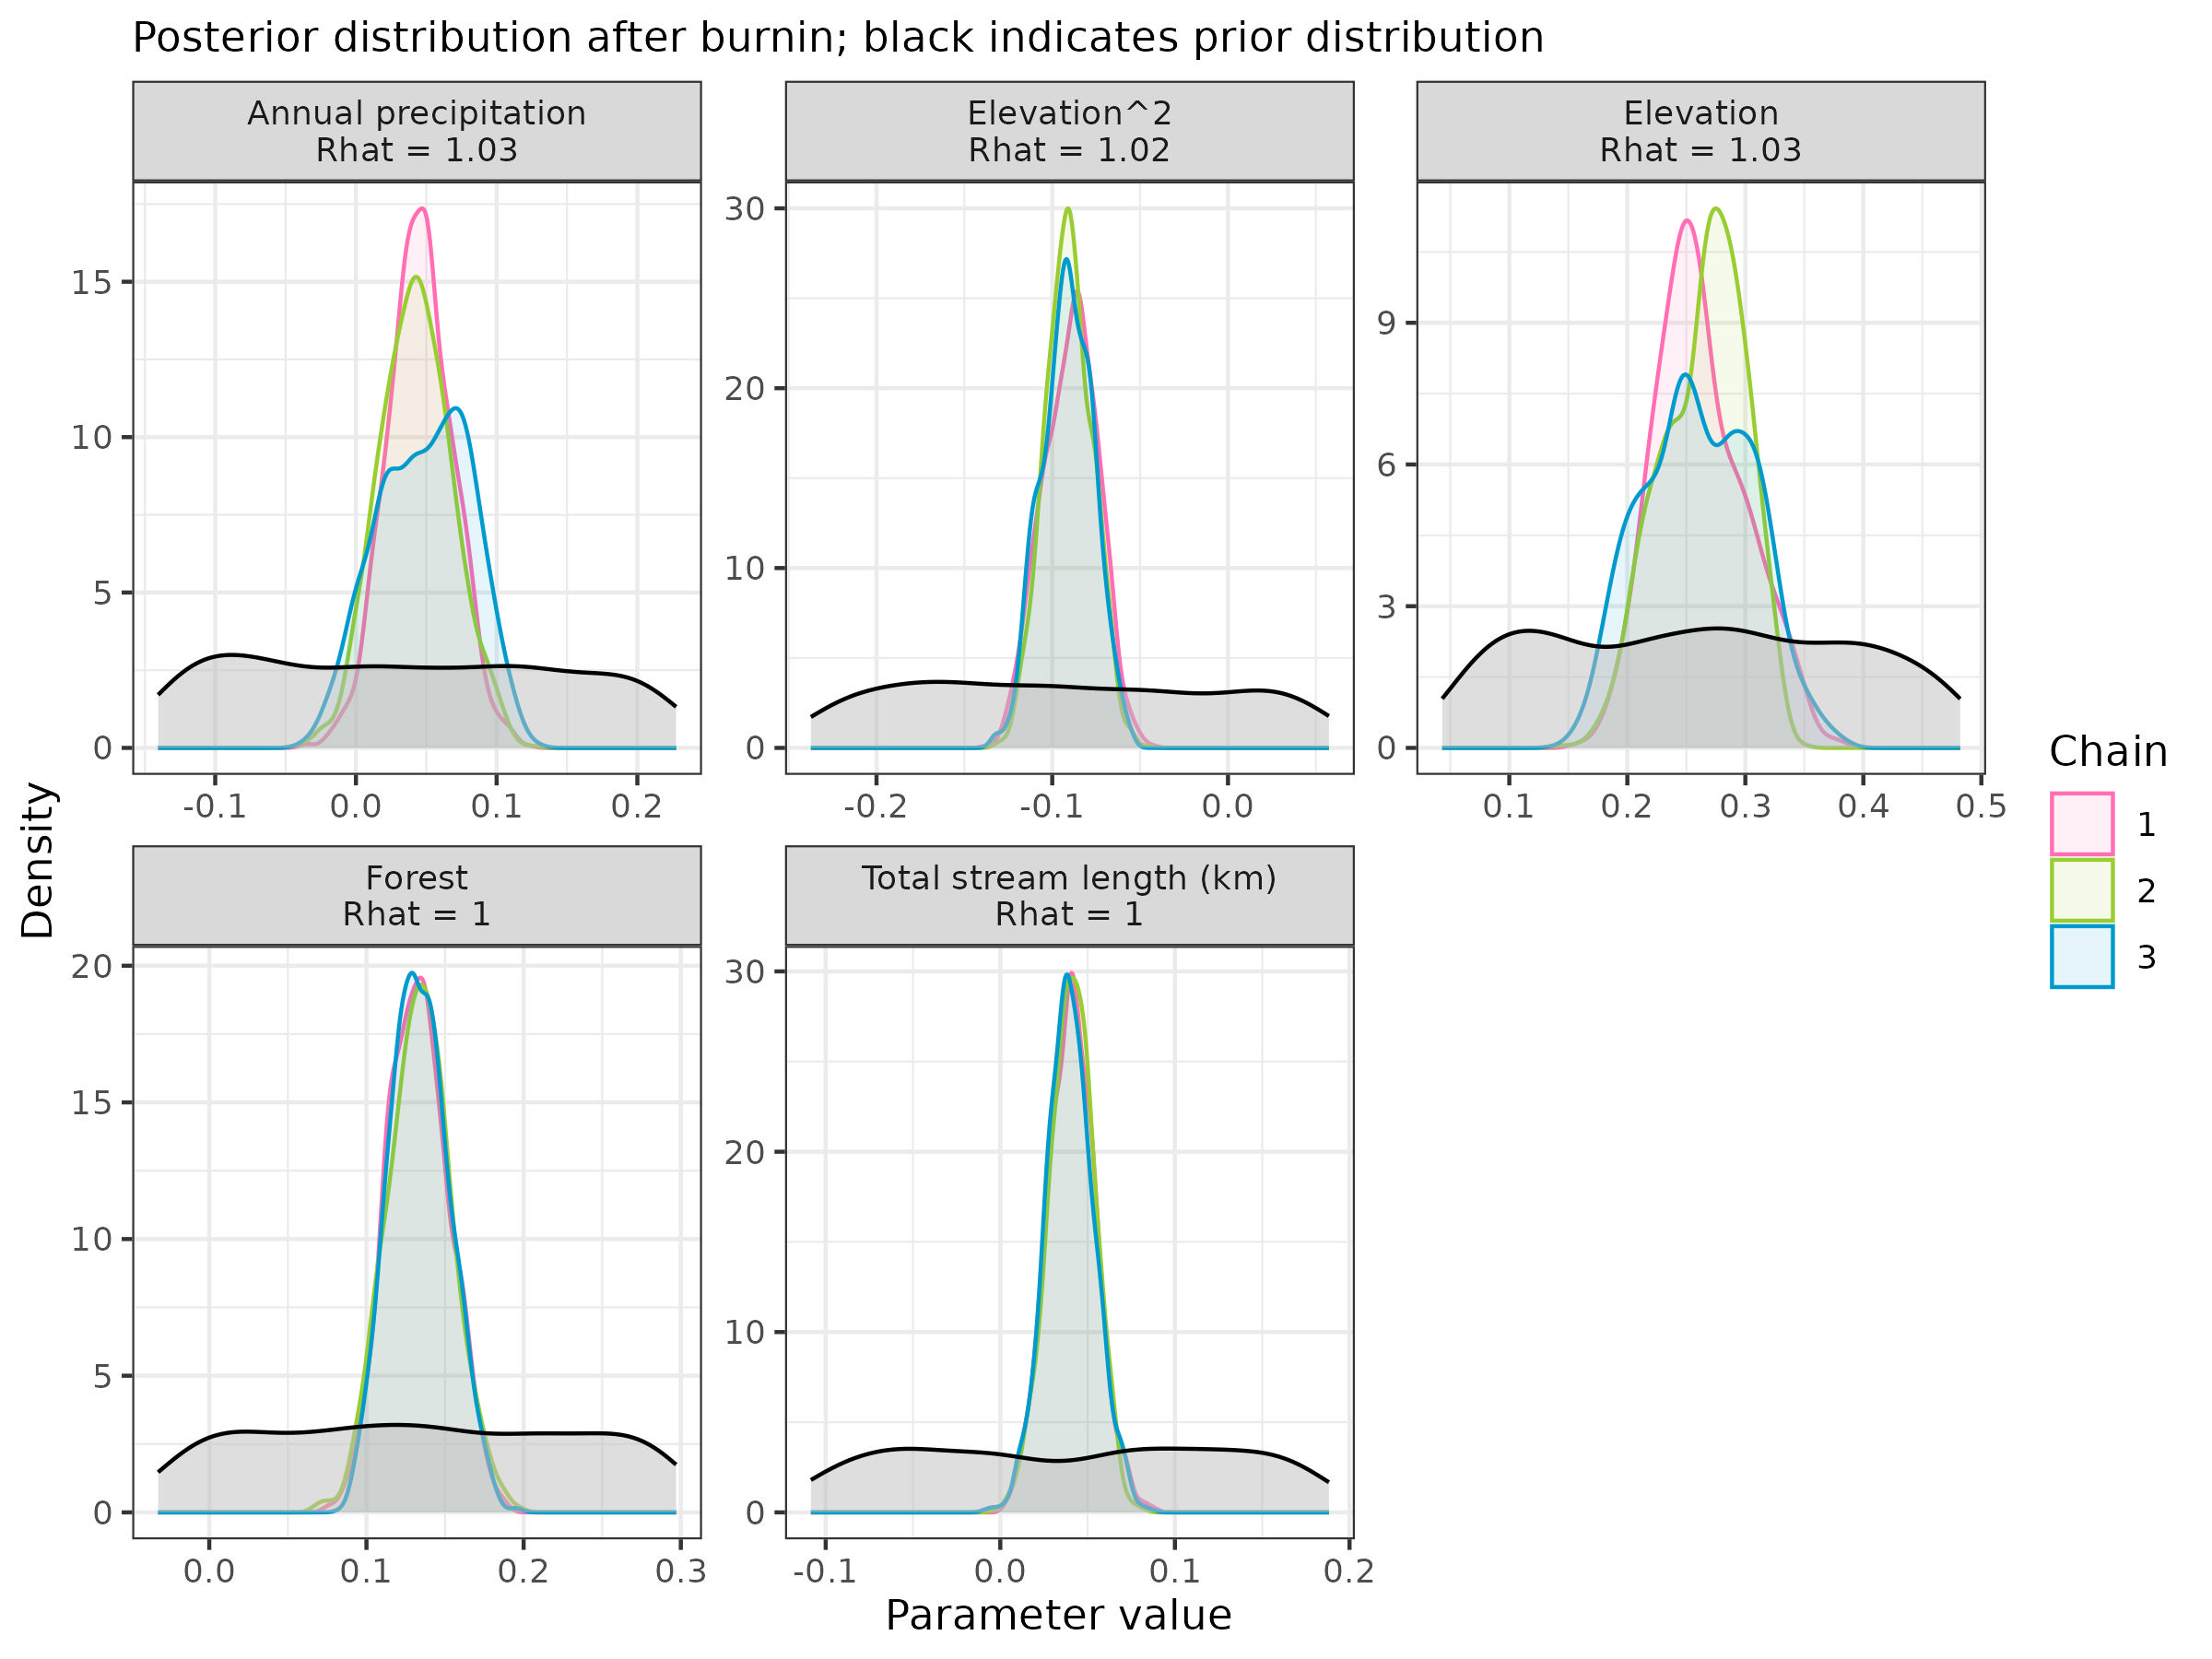 Posterior distribution after burnin; black indicates prior distribution
Annual precipitation
Rhat = 1.03
Elevation^2
Rhat = 1.02
Elevation
Rhat = 1.03
15
10
5
0
-0.1 0.0 0.1 0.2
30
20
10
0
-0.2 -0.1 0.0
9
6
3
0
0.1 0.2 0.3 0.4 0.5
Forest
Rhat = 1
Total stream length (km)
Rhat = 1
20
15
10
5
0
0.0 0.1 0.2 0.3
30
20
10
0
-0.1 0.0 0.1 0.2
Density
Parameter value
Chain
1
2
3